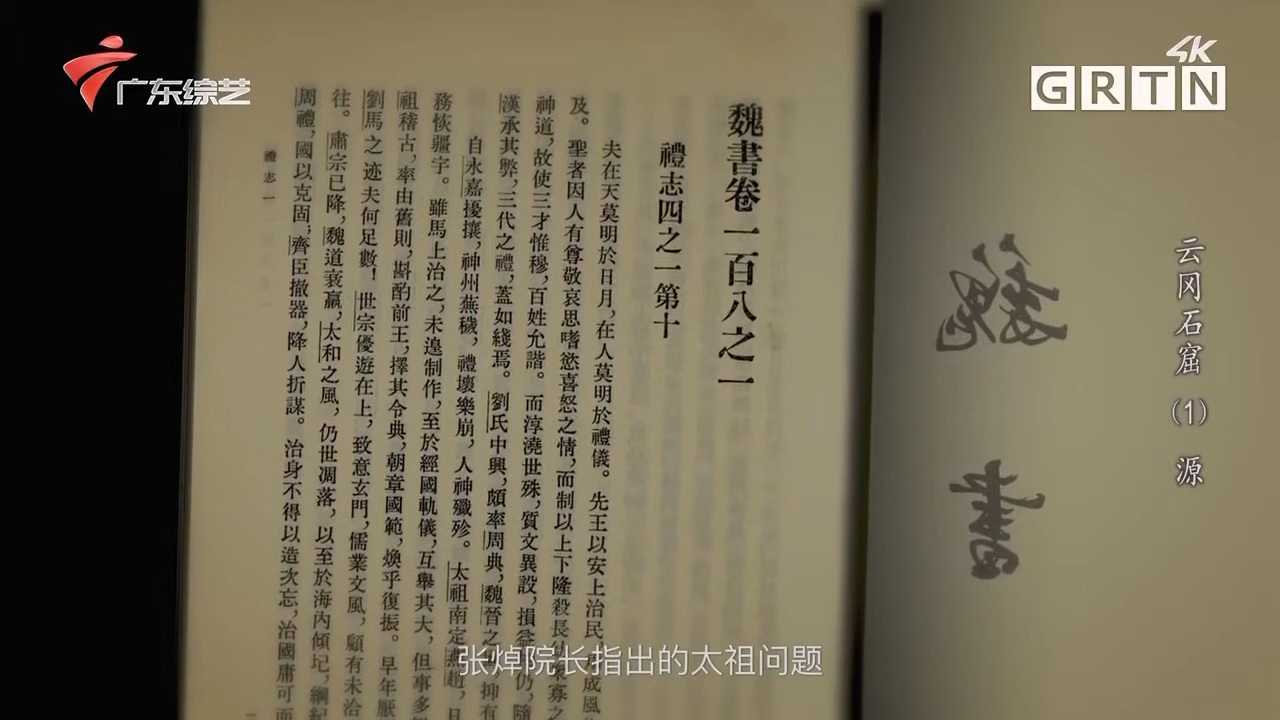 广东综艺
4K
GRTN
云冈石窟(1)源
魏書
魏書卷一百八之一
禮志四之一第十
夫在天莫明於日月,在人莫明於禮儀。先王以安上治民,
成風
及。聖者因人有尊敬哀思嗜慾喜怒之情,而制以上下隆殺長
寡之
神道,故使三才惟穆,百姓允諧。而淳澆世殊,質文異設,損益
仍,隨
漢承其弊,三代之禮,蓋如綫焉。劉氏中興,頗率周典,魏晉之
抑有
自永嘉擾攘,神州蕪穢,禮壞樂崩,人神殲殄。太祖南定燕趙,日
務恢疆宇。雖馬上治之,未遑制作,至於經國軌儀,互舉其大,但事多
祖稽古,率由舊則,斟酌前王,擇其令典,朝章國範,煥乎復振。早年厭
劉馬之迹夫何足數!世宗優遊在上,致意玄門,儒業文風,顧有未洽
往。肅宗已降,魏道衰羸,太和之風,仍世凋落,以至於海內傾圮,綱紀
周禮,國以克固,齊臣撤器,降人折謀。治身不得以造次忘,治國庸可而
禮志一
张焯院长指出的太祖问题